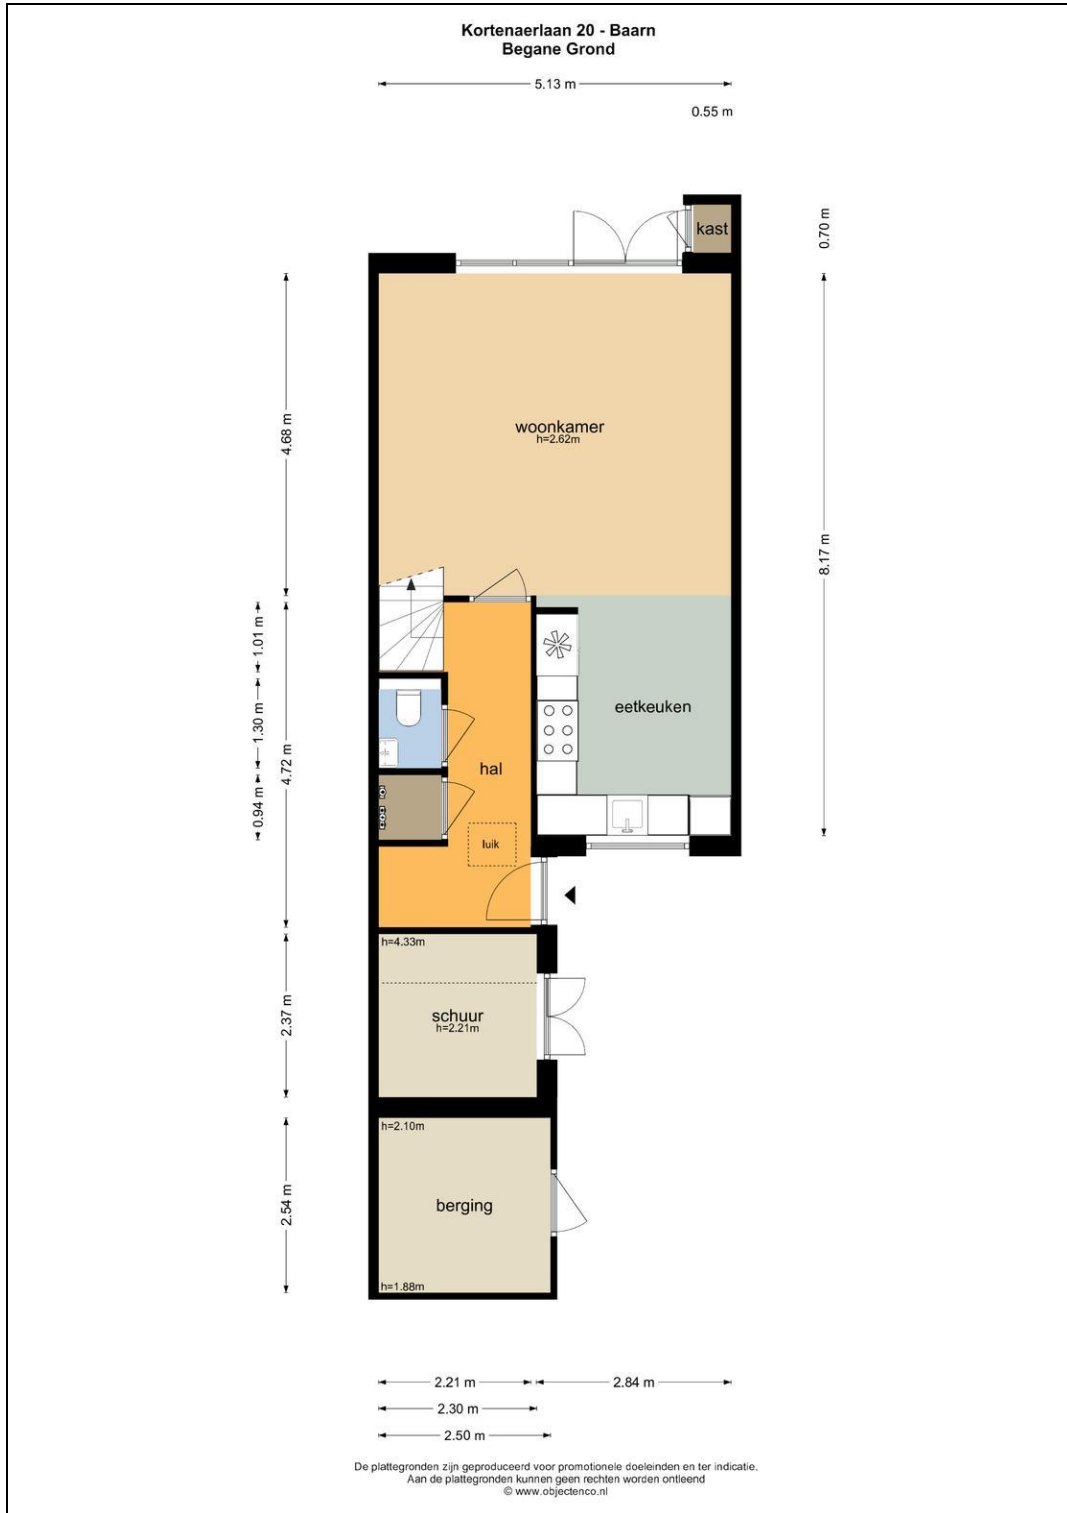 Kortenaerlaan 20 - Baarn
Begane Grond
5.13 m
0.55 m
kast
0.70 m
woonkamer
h=2.62m
4.68 m
8.17 m
1.01 m
eetkeuken
1.30 m
4.72 m
hal
0.94 m
luik
h=4.33m
schuur
h=2.21m
2.37 m
h=2.10m
berging
2.54 m
h=1.88m
2.21 m
2.84 m
2.30 m
2.50 m
De plattegronden zijn geproduceerd voor promotionele doeleinden en ter indicatie.
Aan de plattegronden kunnen geen rechten worden ontleend
© www.objectenco.nl